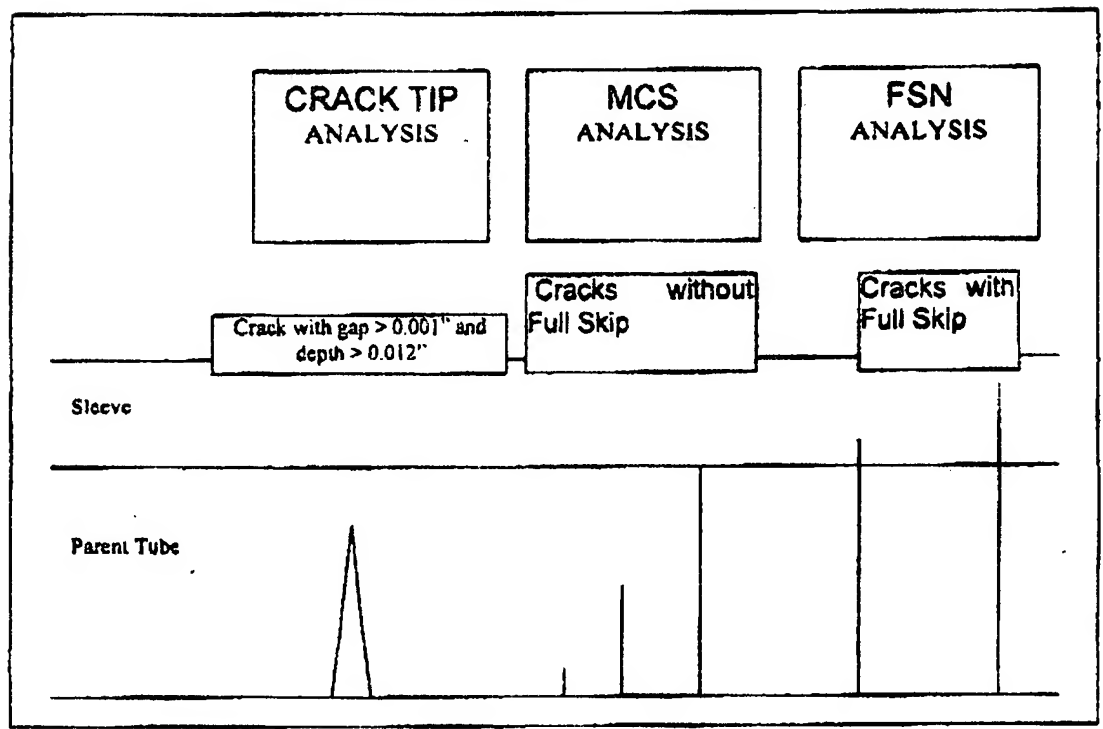 CRACK TIP
ANALYSIS
MCS
ANALYSIS
FSN
ANALYSIS
Crack with gap > 0.001" and
depth > 0.012"
Cracks without
Full Skip
Cracks with
Full Skip
Sleeve
Parent Tube